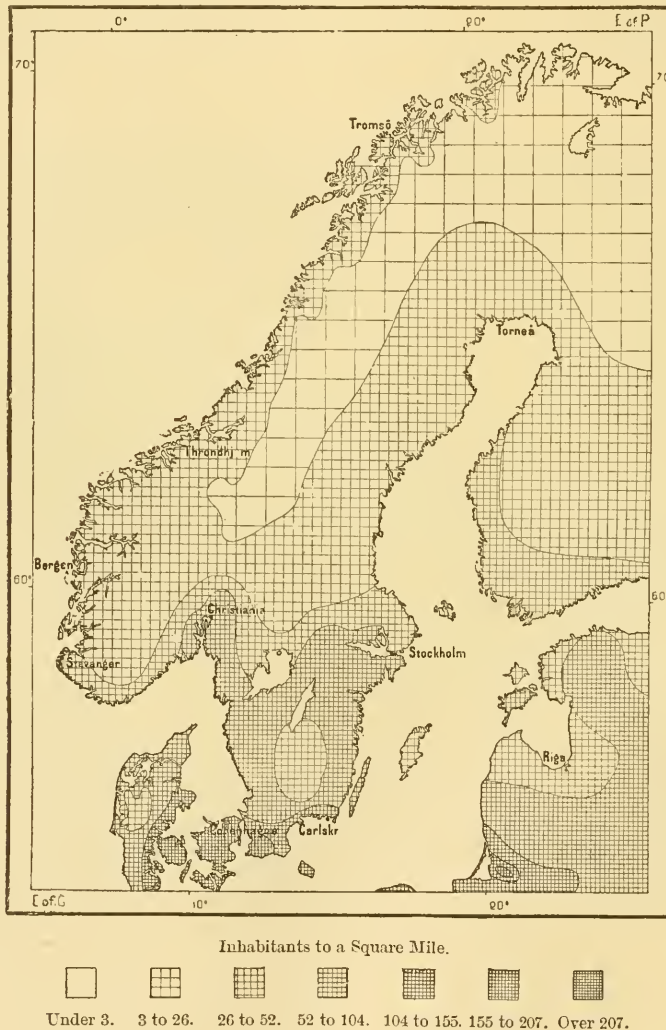 0° 20° E of P
70°
70
Tromsö
Torneå
Throndhj m
Bergen
60°
60
Christiania
Stavanger
Stockholm
Riga
Copenhague Carlskr
E of G 10° 20°
Inhabitants to a Square Mile.
Under 3. 3 to 26. 26 to 52. 52 to 104. 104 to 155. 155 to 207. Over 207.